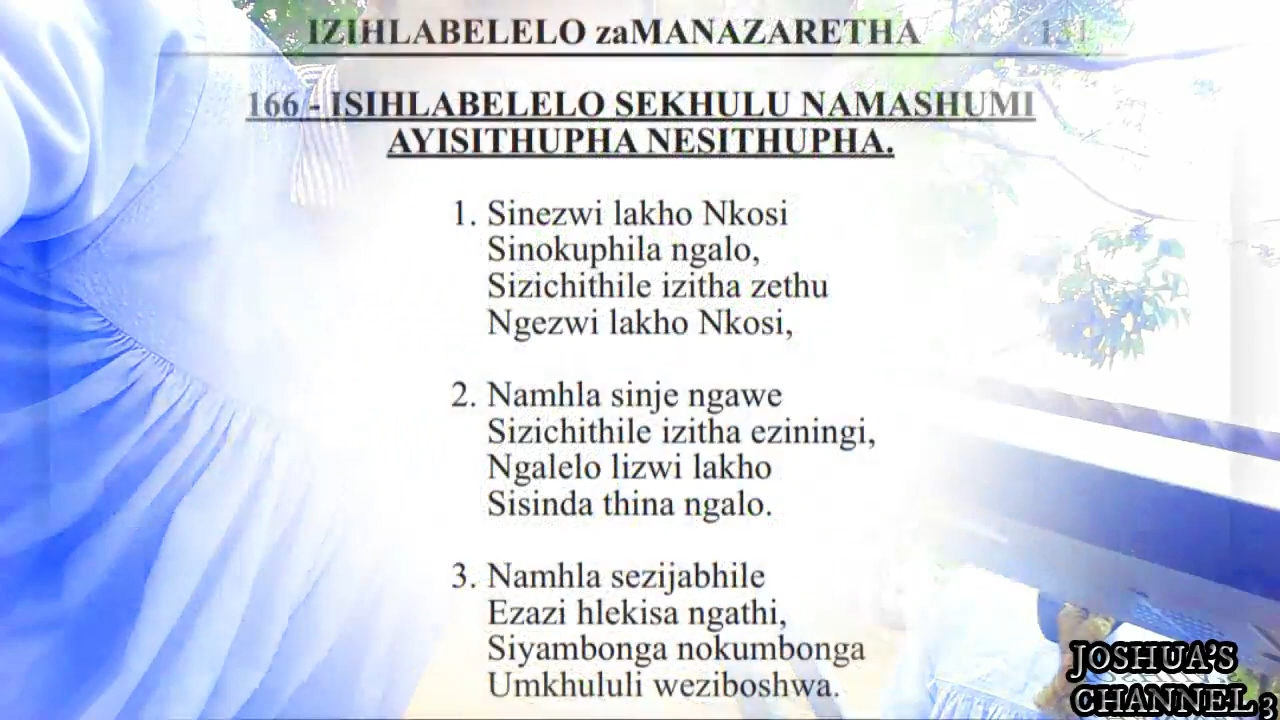 IZIHLABELELO zaMANAZARETHA
166 - ISIHLABELELO SEKHULU NAMASHUMI
AYISITHUPHA NESITHUPHA.
1. Sinezwi lakho Nkosi
Sinokuphila ngalo,
Sizichithile izitha zethu
Ngezwi lakho Nkosi,
2. Namhla sinje ngawe
Sizichithile izitha eziningi,
Ngalelo lizwi lakho
Sisinda thina ngalo.
3. Namhla sezijabhile
Ezazi hlekisa ngathi,
Siyambonga nokumbonga
Umkhululi weziboshwa.
JOSHUA'S
CHANNEL 3